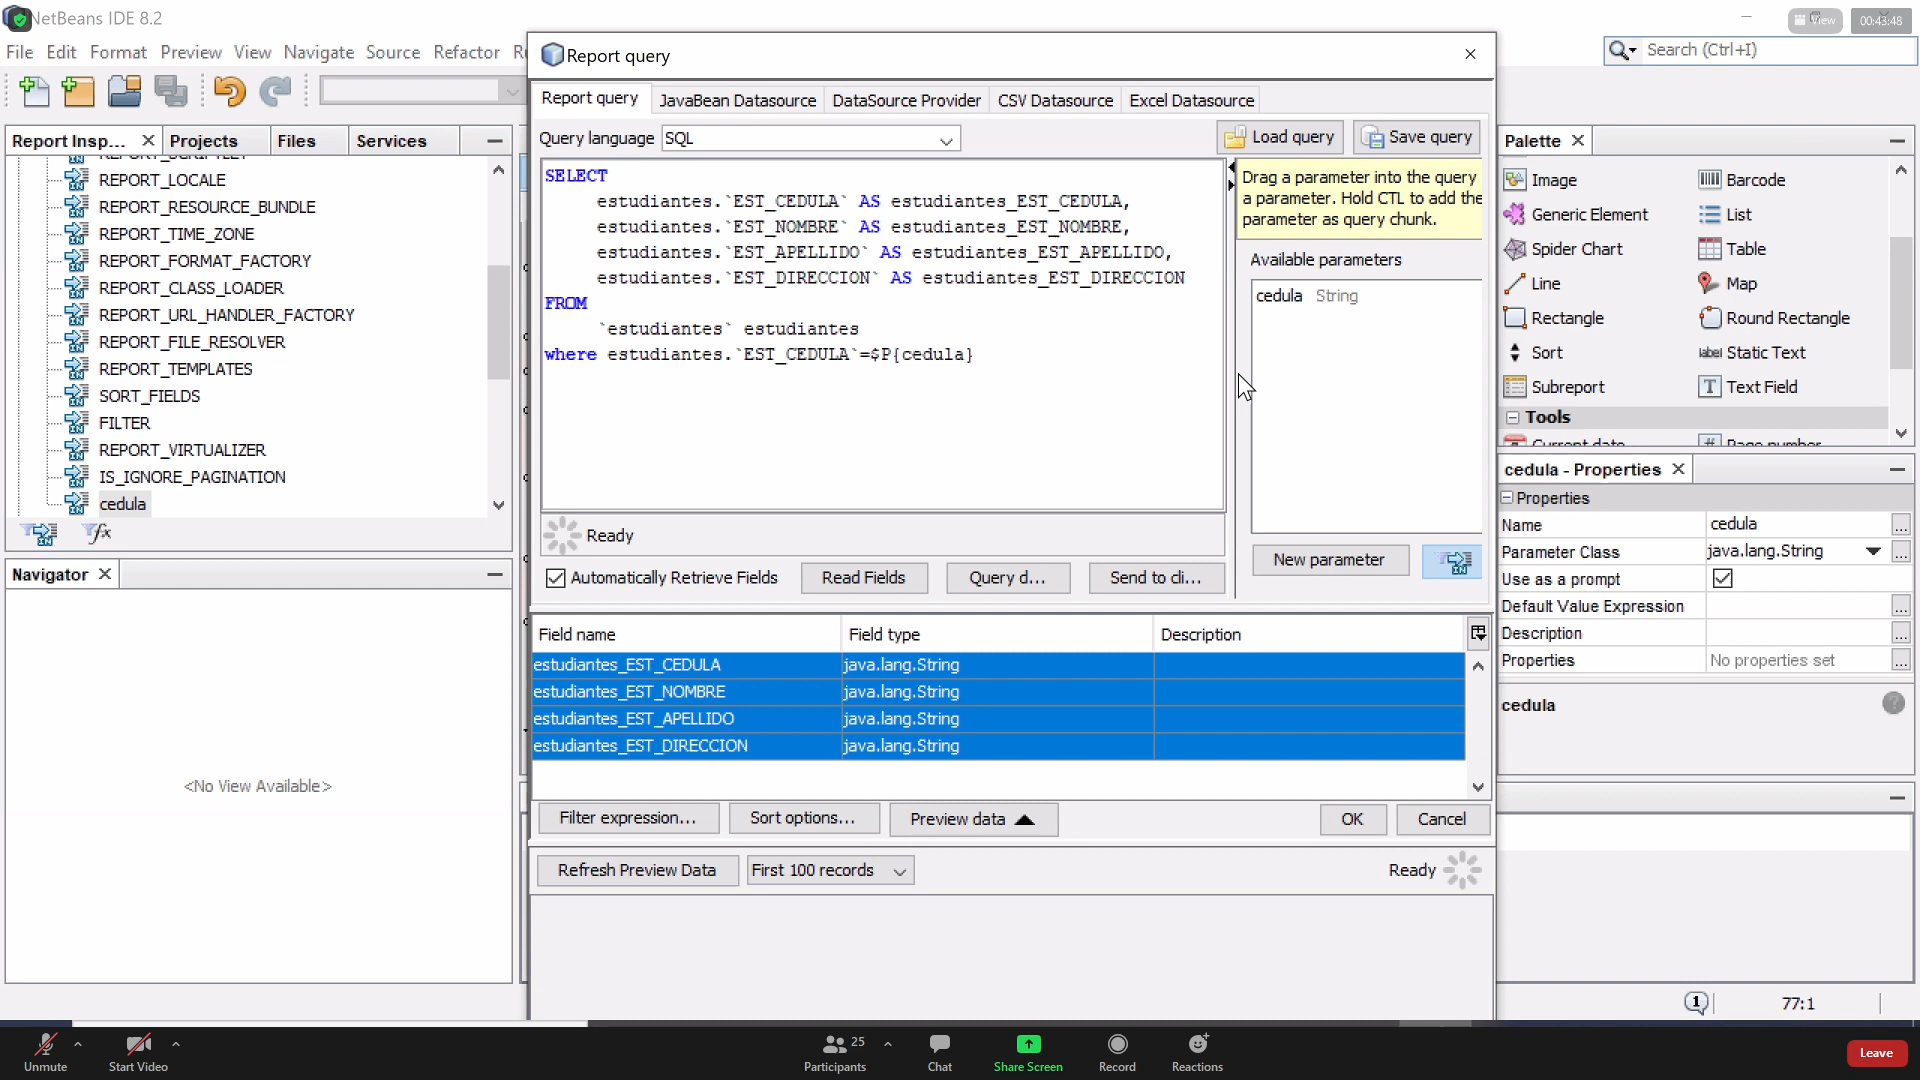 NetBeans IDE 8.2
View
00:43:48
File Edit Format Preview View Navigate Source Refactor
Search (Ctrl+I)
Report Insp... Projects Files Services
REPORT_SCRIPTLET
REPORT_LOCALE
REPORT_RESOURCE_BUNDLE
REPORT_TIME_ZONE
REPORT_FORMAT_FACTORY
REPORT_CLASS_LOADER
REPORT_URL_HANDLER_FACTORY
REPORT_FILE_RESOLVER
REPORT_TEMPLATES
SORT_FIELDS
FILTER
REPORT_VIRTUALIZER
IS_IGNORE_PAGINATION
cedula
Navigator
<No View Available>
Report query
Report query JavaBean Datasource DataSource Provider CSV Datasource Excel Datasource
Query language SQL
Load query Save query
SELECT
estudiantes.`EST_CEDULA` AS estudiantes_EST_CEDULA,
estudiantes.`EST_NOMBRE` AS estudiantes_EST_NOMBRE,
estudiantes.`EST_APELLIDO` AS estudiantes_EST_APELLIDO,
estudiantes.`EST_DIRECCION` AS estudiantes_EST_DIRECCION
FROM
`estudiantes` estudiantes
where estudiantes.`EST_CEDULA`=$P{cedula}
Drag a parameter into the query
a parameter. Hold CTL to add the
parameter as query chunk.
Available parameters
cedula String
Ready
Automatically Retrieve Fields Read Fields Query d... Send to cli...
New parameter
Field name Field type Description
estudiantes_EST_CEDULA java.lang.String
estudiantes_EST_NOMBRE java.lang.String
estudiantes_EST_APELLIDO java.lang.String
estudiantes_EST_DIRECCION java.lang.String
Filter expression... Sort options... Preview data OK Cancel
Refresh Preview Data First 100 records Ready
Palette
Image Barcode
Generic Element List
Spider Chart Table
Line Map
Rectangle Round Rectangle
Sort label Static Text
Subreport Text Field
Tools
Current date Page number
cedula - Properties
Properties
Name cedula ...
Parameter Class java.lang.String ...
Use as a prompt
Default Value Expression ...
Description ...
Properties No properties set ...
cedula
1 77:1
Unmute Start Video Participants 25 Chat Share Screen Record Reactions Leave